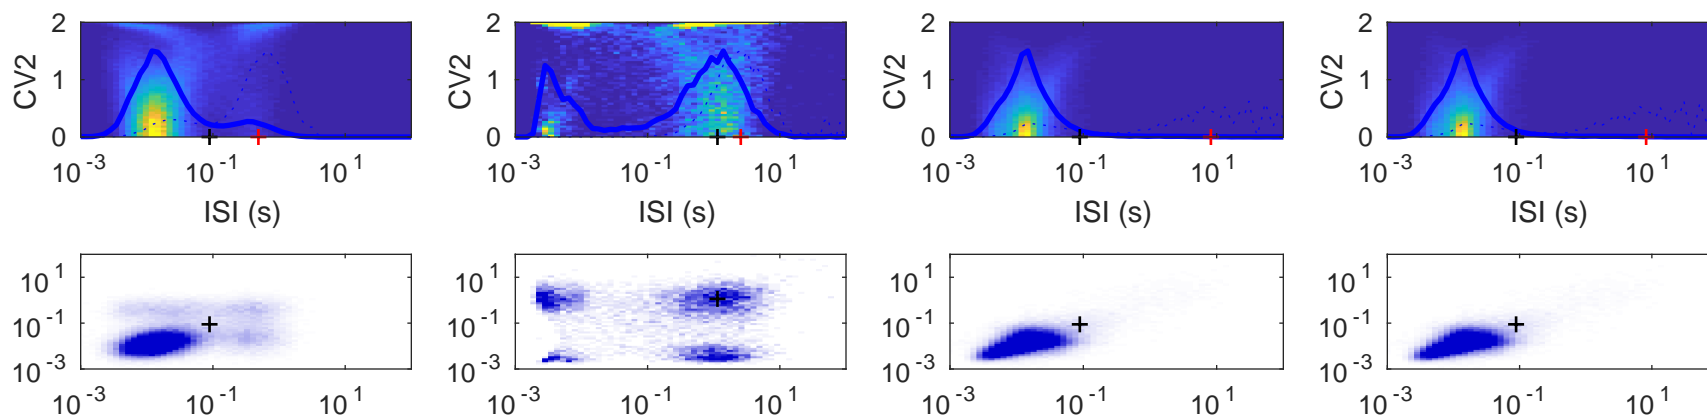 2 2 2 2
CV2 CV2 CV2 CV2
1 1 1 1
0 0 0 0
10^-3 10^-1 10^1 10^-3 10^-1 10^1 10^-3 10^-1 10^1 10^-3 10^-1 10^1
ISI (s) ISI (s) ISI (s) ISI (s)
10^1 10^1 10^1 10^1
10^-1 10^-1 10^-1 10^-1
10^-3 10^-3 10^-3 10^-3
10^-3 10^-1 10^1 10^-3 10^-1 10^1 10^-3 10^-1 10^1 10^-3 10^-1 10^1